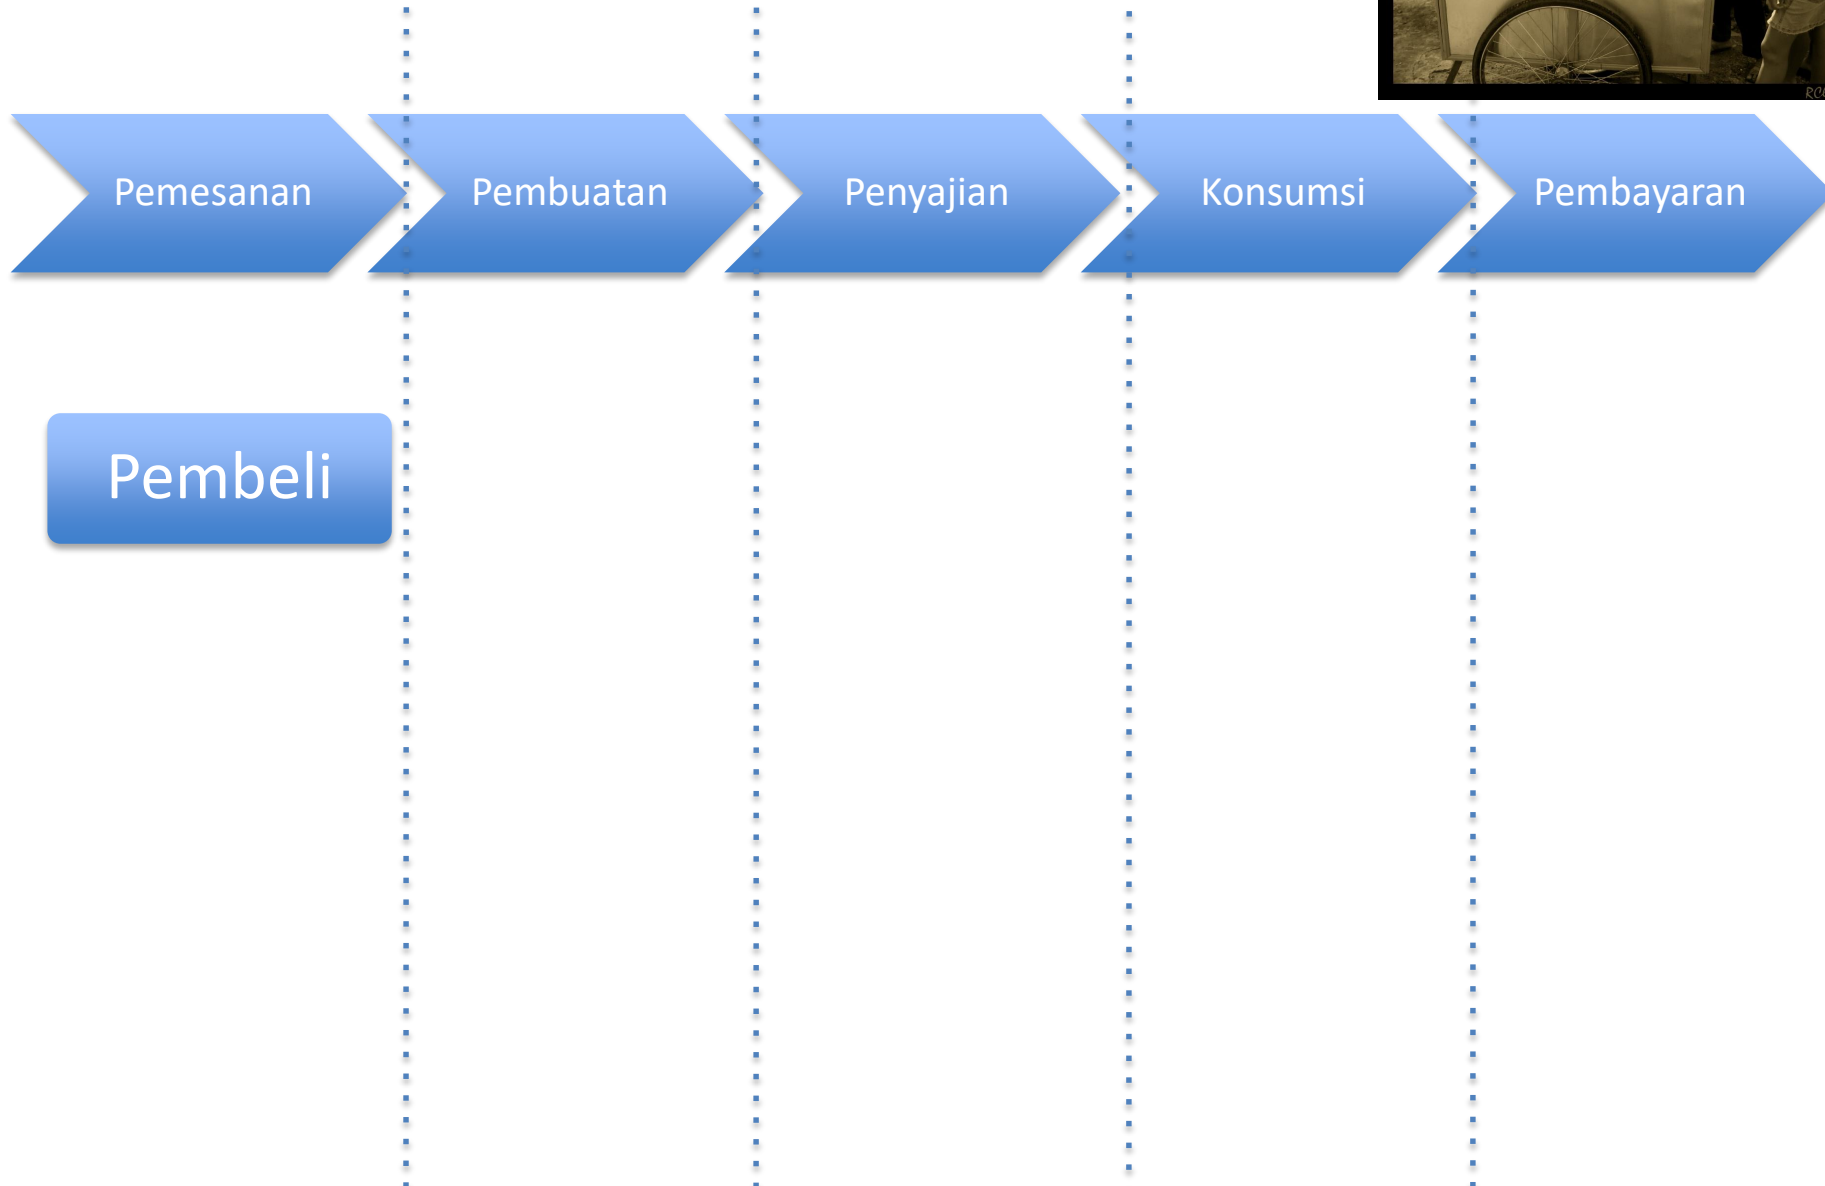 Pemesanan
Pembuatan
Penyajian
Konsumsi
Pembayaran
Pembeli